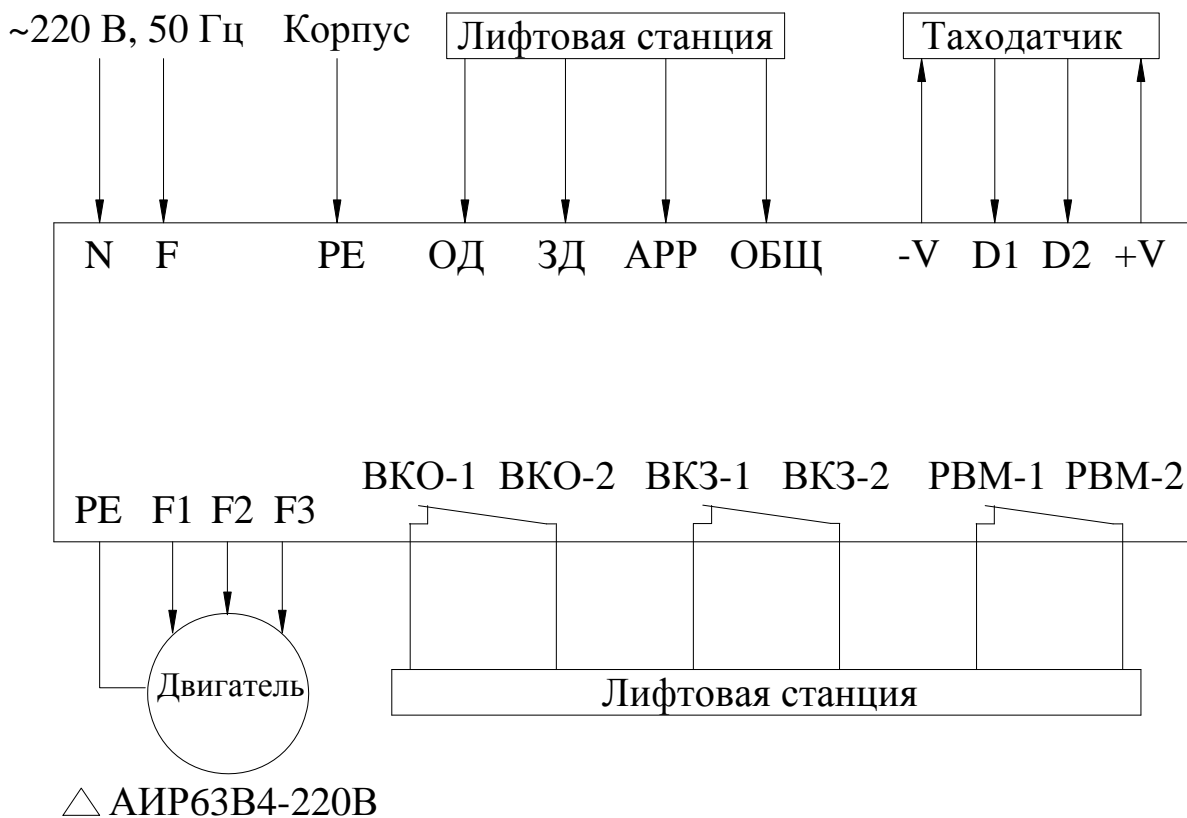 ~220 В, 50 Гц Корпус Лифтовая станция Таходатчик
N F PE ОД ЗД АРР ОБЩ -V D1 D2 +V
ВКО-1 ВКО-2 ВКЗ-1 ВКЗ-2 РВМ-1 РВМ-2
PE F1 F2 F3
Двигатель Лифтовая станция
△ АИР63В4-220В